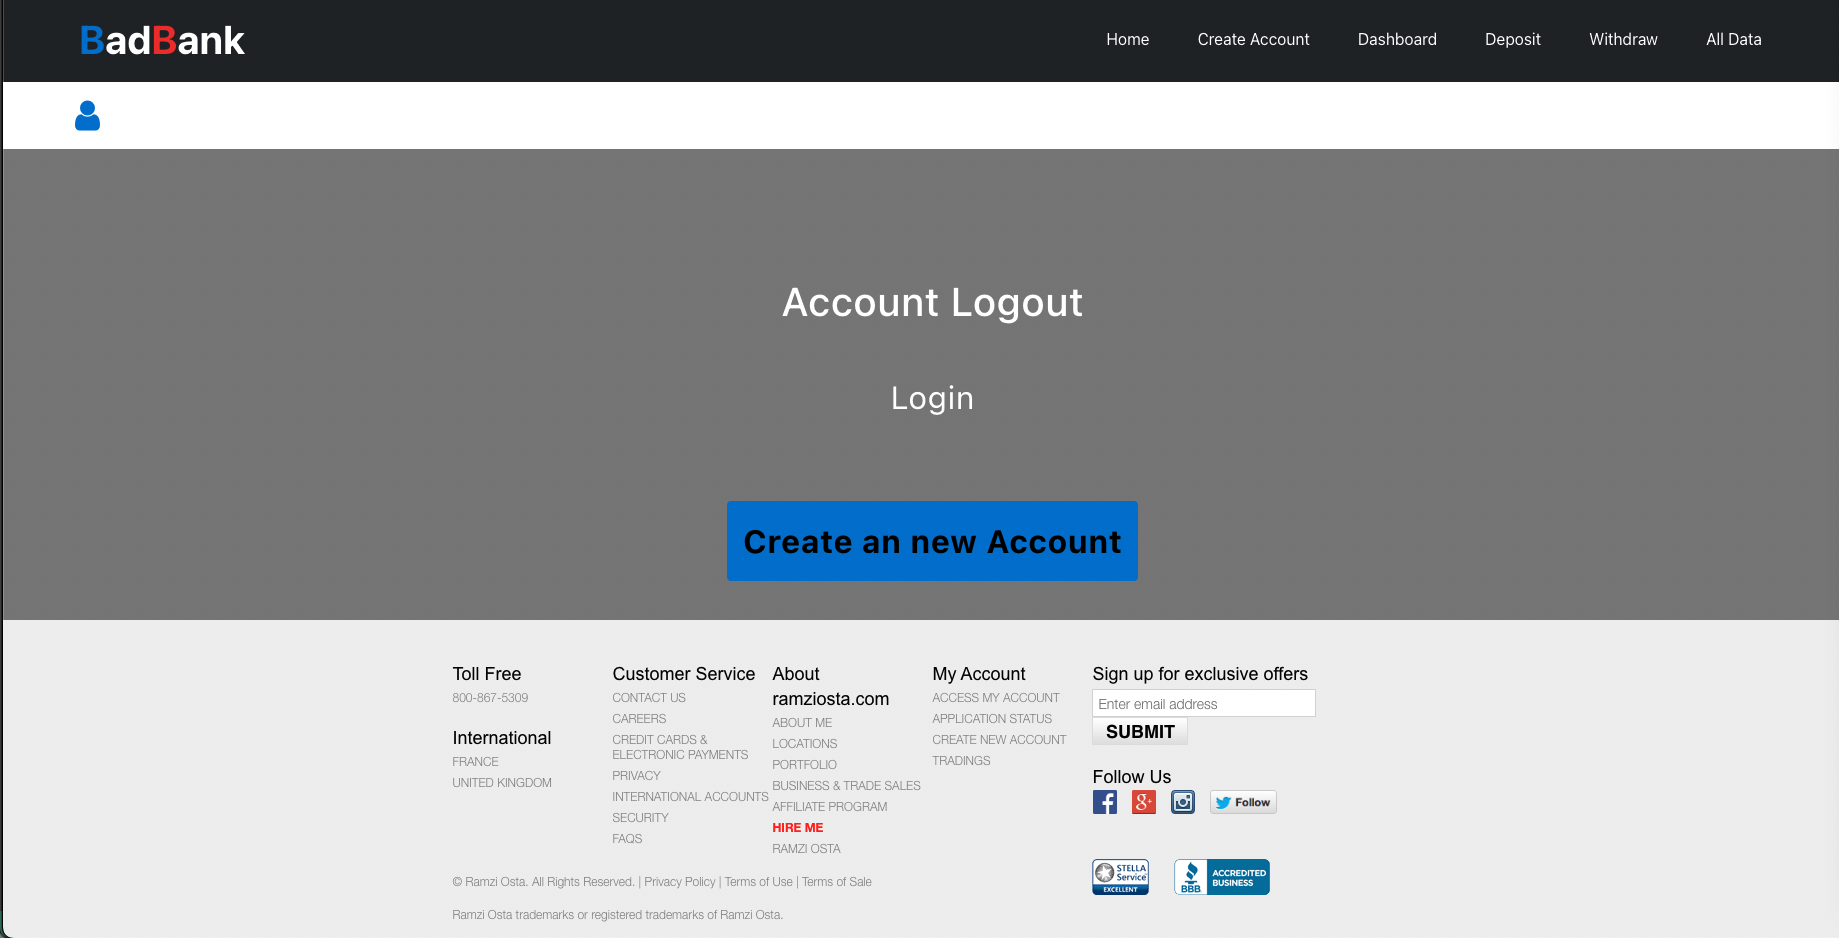 BadBank
Home Create Account Dashboard Deposit Withdraw All Data
Account Logout
Login
Create an new Account
Toll Free
800-867-5309
International
FRANCE
UNITED KINGDOM
Customer Service
CONTACT US
CAREERS
CREDIT CARDS &
ELECTRONIC PAYMENTS
PRIVACY
INTERNATIONAL ACCOUNTS
SECURITY
FAQS
About
ramziosta.com
ABOUT ME
LOCATIONS
PORTFOLIO
BUSINESS & TRADE SALES
AFFILIATE PROGRAM
HIRE ME
RAMZI OSTA
My Account
ACCESS MY ACCOUNT
APPLICATION STATUS
CREATE NEW ACCOUNT
TRADINGS
Sign up for exclusive offers
Enter email address
SUBMIT
Follow Us
f g+ Follow
STELLA
Service
EXCELLENT
BBB
ACCREDITED
BUSINESS
© Ramzi Osta. All Rights Reserved. | Privacy Policy | Terms of Use | Terms of Sale
Ramzi Osta trademarks or registered trademarks of Ramzi Osta.